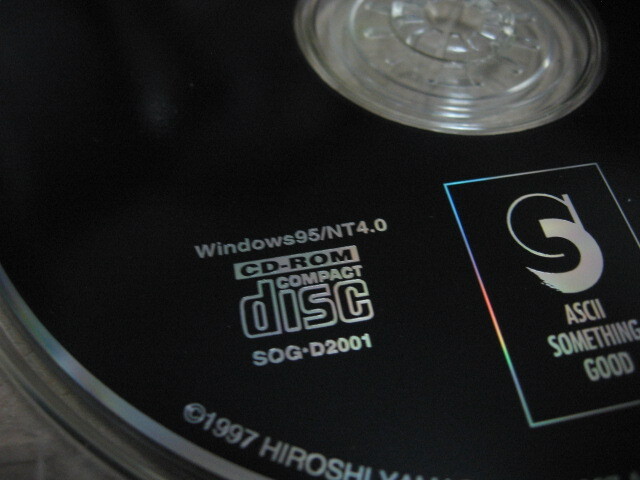 Windows95/NT4.0
CD-ROM
COMPACT
disc
SOG·D2001
ASCII
SOMETHING
GOOD
©1997 HIROSHI